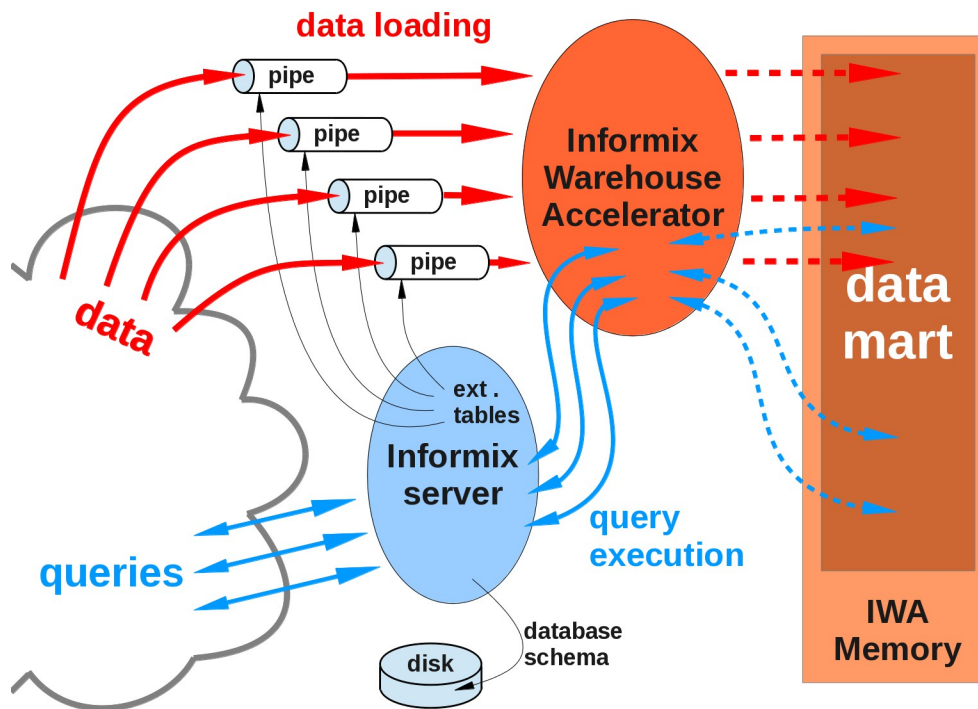 data loading
pipe
pipe
pipe
pipe
Informix
Warehouse
Accelerator
data
data
mart
ext .
tables
Informix
server
query
execution
queries
IWA
Memory
database
schema
disk